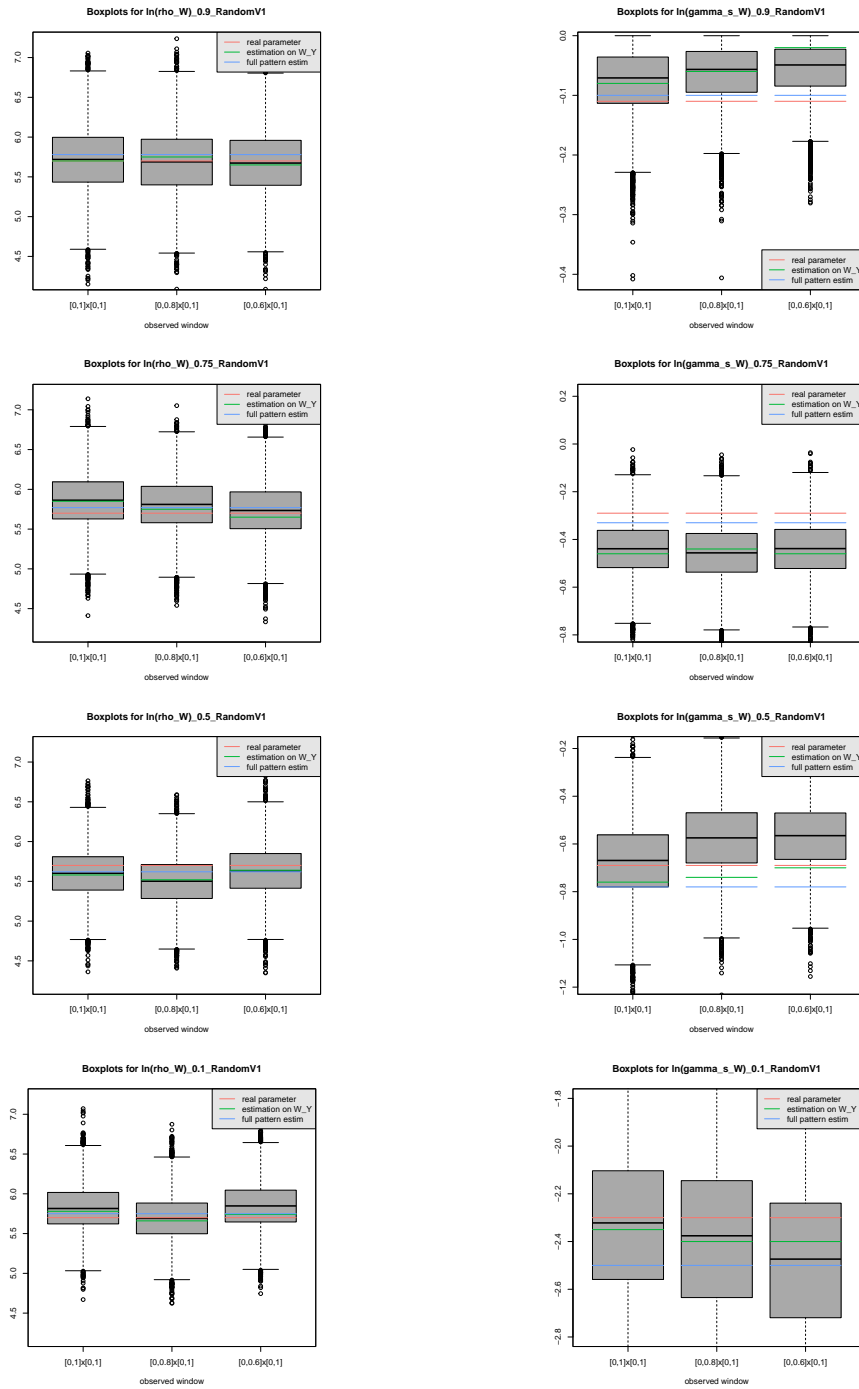 Boxplots for ln(rho_W)_0.9_RandomV1
real parameter
estimation on W_Y
full pattern estim
7.0
6.5
6.0
5.5
5.0
4.5
[0,1]x[0,1]
[0,0.8]x[0,1]
[0,0.6]x[0,1]
observed window
Boxplots for ln(gamma_s_W)_0.9_RandomV1
0.0
−0.1
−0.2
−0.3
−0.4
real parameter
estimation on W_Y
full pattern estim
[0,1]x[0,1]
[0,0.8]x[0,1]
[0,0.6]x[0,1]
observed window
Boxplots for ln(rho_W)_0.75_RandomV1
real parameter
estimation on W_Y
full pattern estim
7.0
6.5
6.0
5.5
5.0
4.5
[0,1]x[0,1]
[0,0.8]x[0,1]
[0,0.6]x[0,1]
observed window
Boxplots for ln(gamma_s_W)_0.75_RandomV1
real parameter
estimation on W_Y
full pattern estim
0.2
0.0
−0.2
−0.4
−0.6
−0.8
[0,1]x[0,1]
[0,0.8]x[0,1]
[0,0.6]x[0,1]
observed window
Boxplots for ln(rho_W)_0.5_RandomV1
real parameter
estimation on W_Y
full pattern estim
7.0
6.5
6.0
5.5
5.0
4.5
[0,1]x[0,1]
[0,0.8]x[0,1]
[0,0.6]x[0,1]
observed window
Boxplots for ln(gamma_s_W)_0.5_RandomV1
real parameter
estimation on W_Y
full pattern estim
−0.2
−0.4
−0.6
−0.8
−1.0
−1.2
[0,1]x[0,1]
[0,0.8]x[0,1]
[0,0.6]x[0,1]
observed window
Boxplots for ln(rho_W)_0.1_RandomV1
real parameter
estimation on W_Y
full pattern estim
7.0
6.5
6.0
5.5
5.0
4.5
[0,1]x[0,1]
[0,0.8]x[0,1]
[0,0.6]x[0,1]
observed window
Boxplots for ln(gamma_s_W)_0.1_RandomV1
real parameter
estimation on W_Y
full pattern estim
−1.8
−2.0
−2.2
−2.4
−2.6
−2.8
[0,1]x[0,1]
[0,0.8]x[0,1]
[0,0.6]x[0,1]
observed window